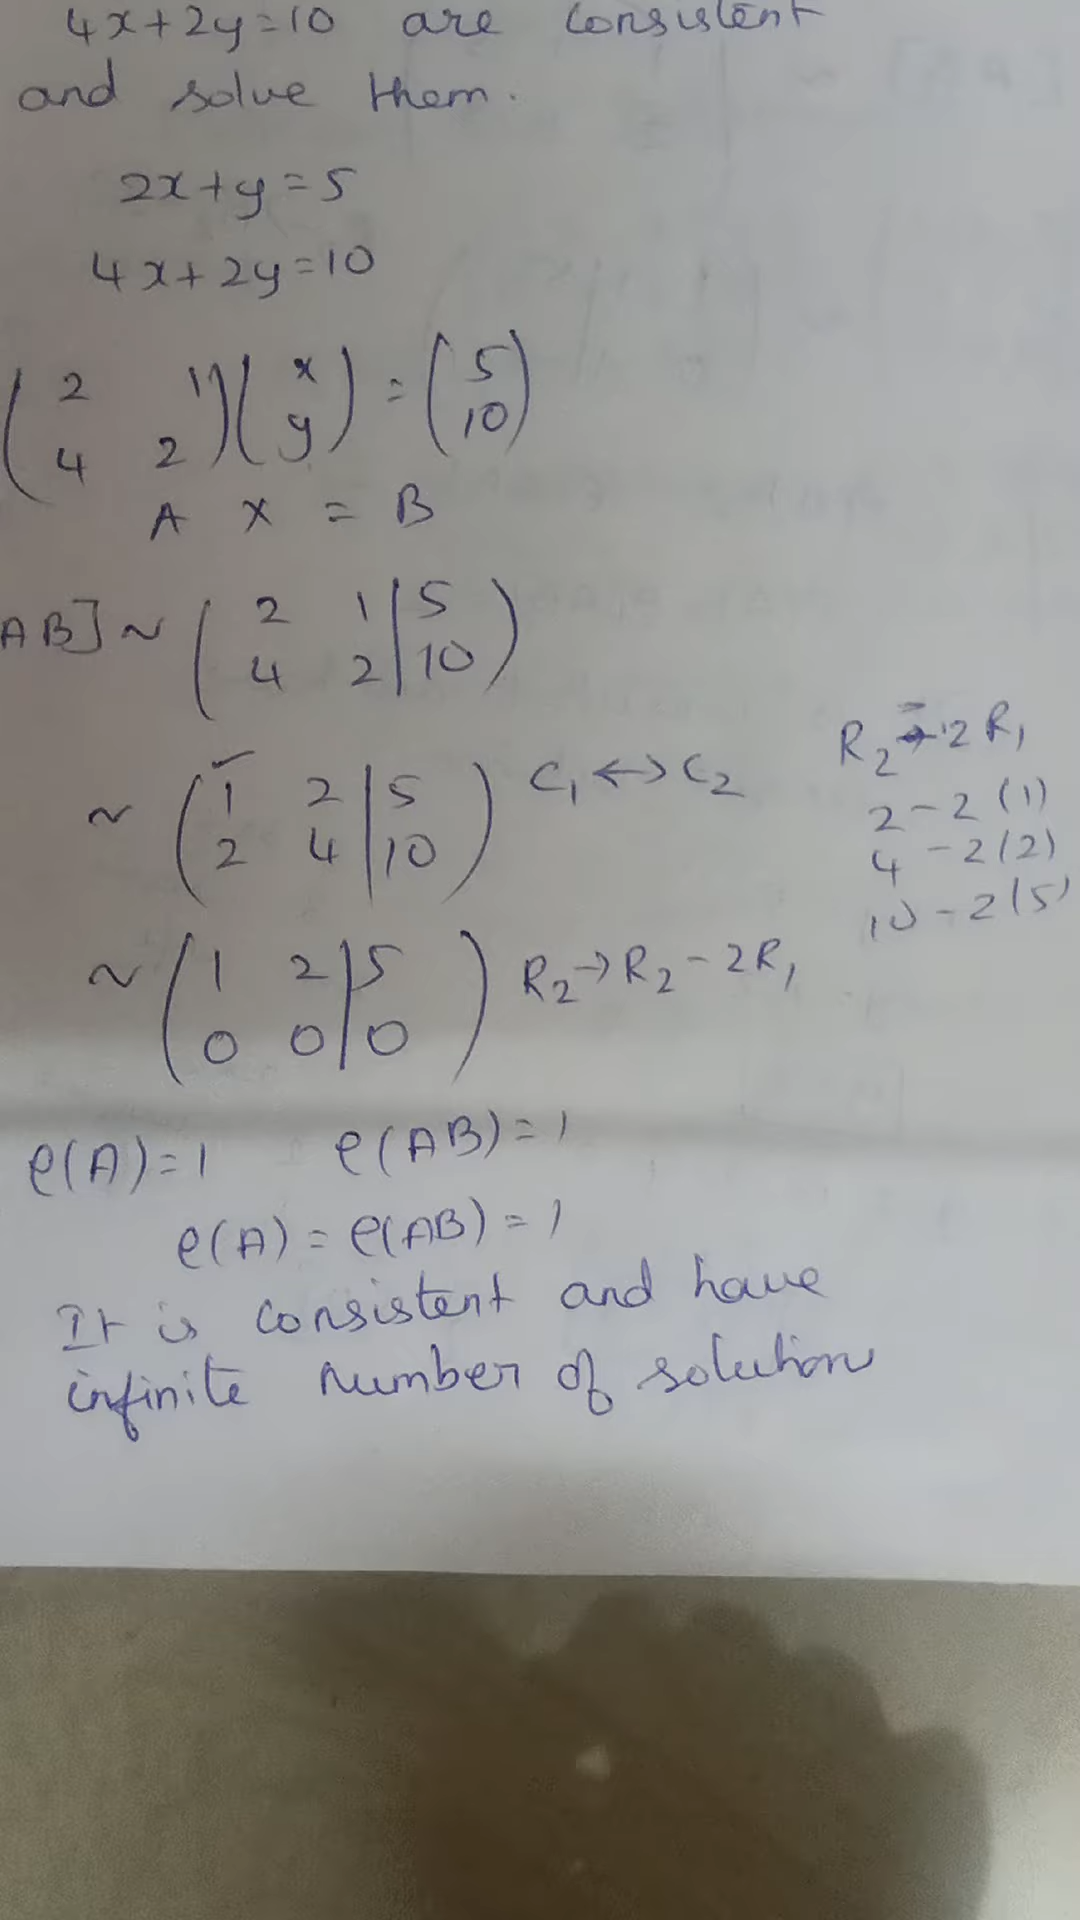 4x+2y=10 are consistent
and solve them.
2x+y=5
4x+2y=10
( 2 1 ) ( x ) = ( 5 )
( 4 2 ) ( y ) ( 10 )
A X = B
AB] ~ ( 2 1 | 5 )
( 4 2 | 10 )
~ ( 1 2 | 5 ) C₁ ↔ C₂
( 2 4 | 10 )
R₂ - 2R₁
2 - 2(1)
4 - 2(2)
10 - 2(5)
~ ( 1 2 | 5 ) R₂ → R₂ - 2R₁
( 0 0 | 0 )
ρ(A) = 1 ρ(AB) = 1
ρ(A) = ρ(AB) = 1
It is consistent and have
infinite number of solution